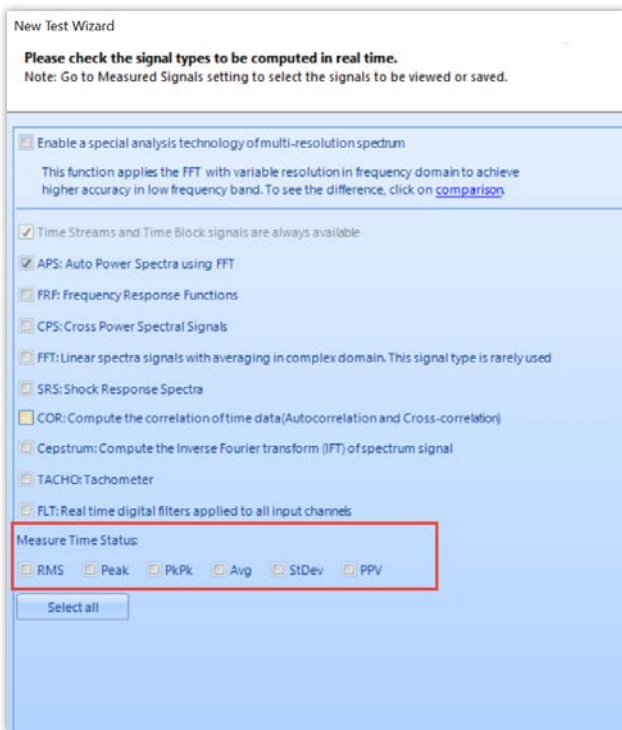 New Test Wizard
Please check the signal types to be computed in real time.
Note: Go to Measured Signals setting to select the signals to be viewed or saved.
Enable a special analysis technology of multi-resolution spectrum
This function applies the FFT with variable resolution in frequency domain to achieve
higher accuracy in low frequency band. To see the difference, click on comparison.
Time Streams and Time Block signals are always available
APS: Auto Power Spectra using FFT
FRF: Frequency Response Functions
CPS: Cross Power Spectral Signals
FFT: Linear spectra signals with averaging in complex domain. This signal type is rarely used
SRS: Shock Response Spectra
COR: Compute the correlation of time data(Autocorrelation and Cross-correlation)
Cepstrum: Compute the Inverse Fourier transform (IFT) of spectrum signal
TACHO: Tachometer
FLT: Real time digital filters applied to all input channels
Measure Time Status:
RMS Peak PkPk Avg StDev PPV
Select all